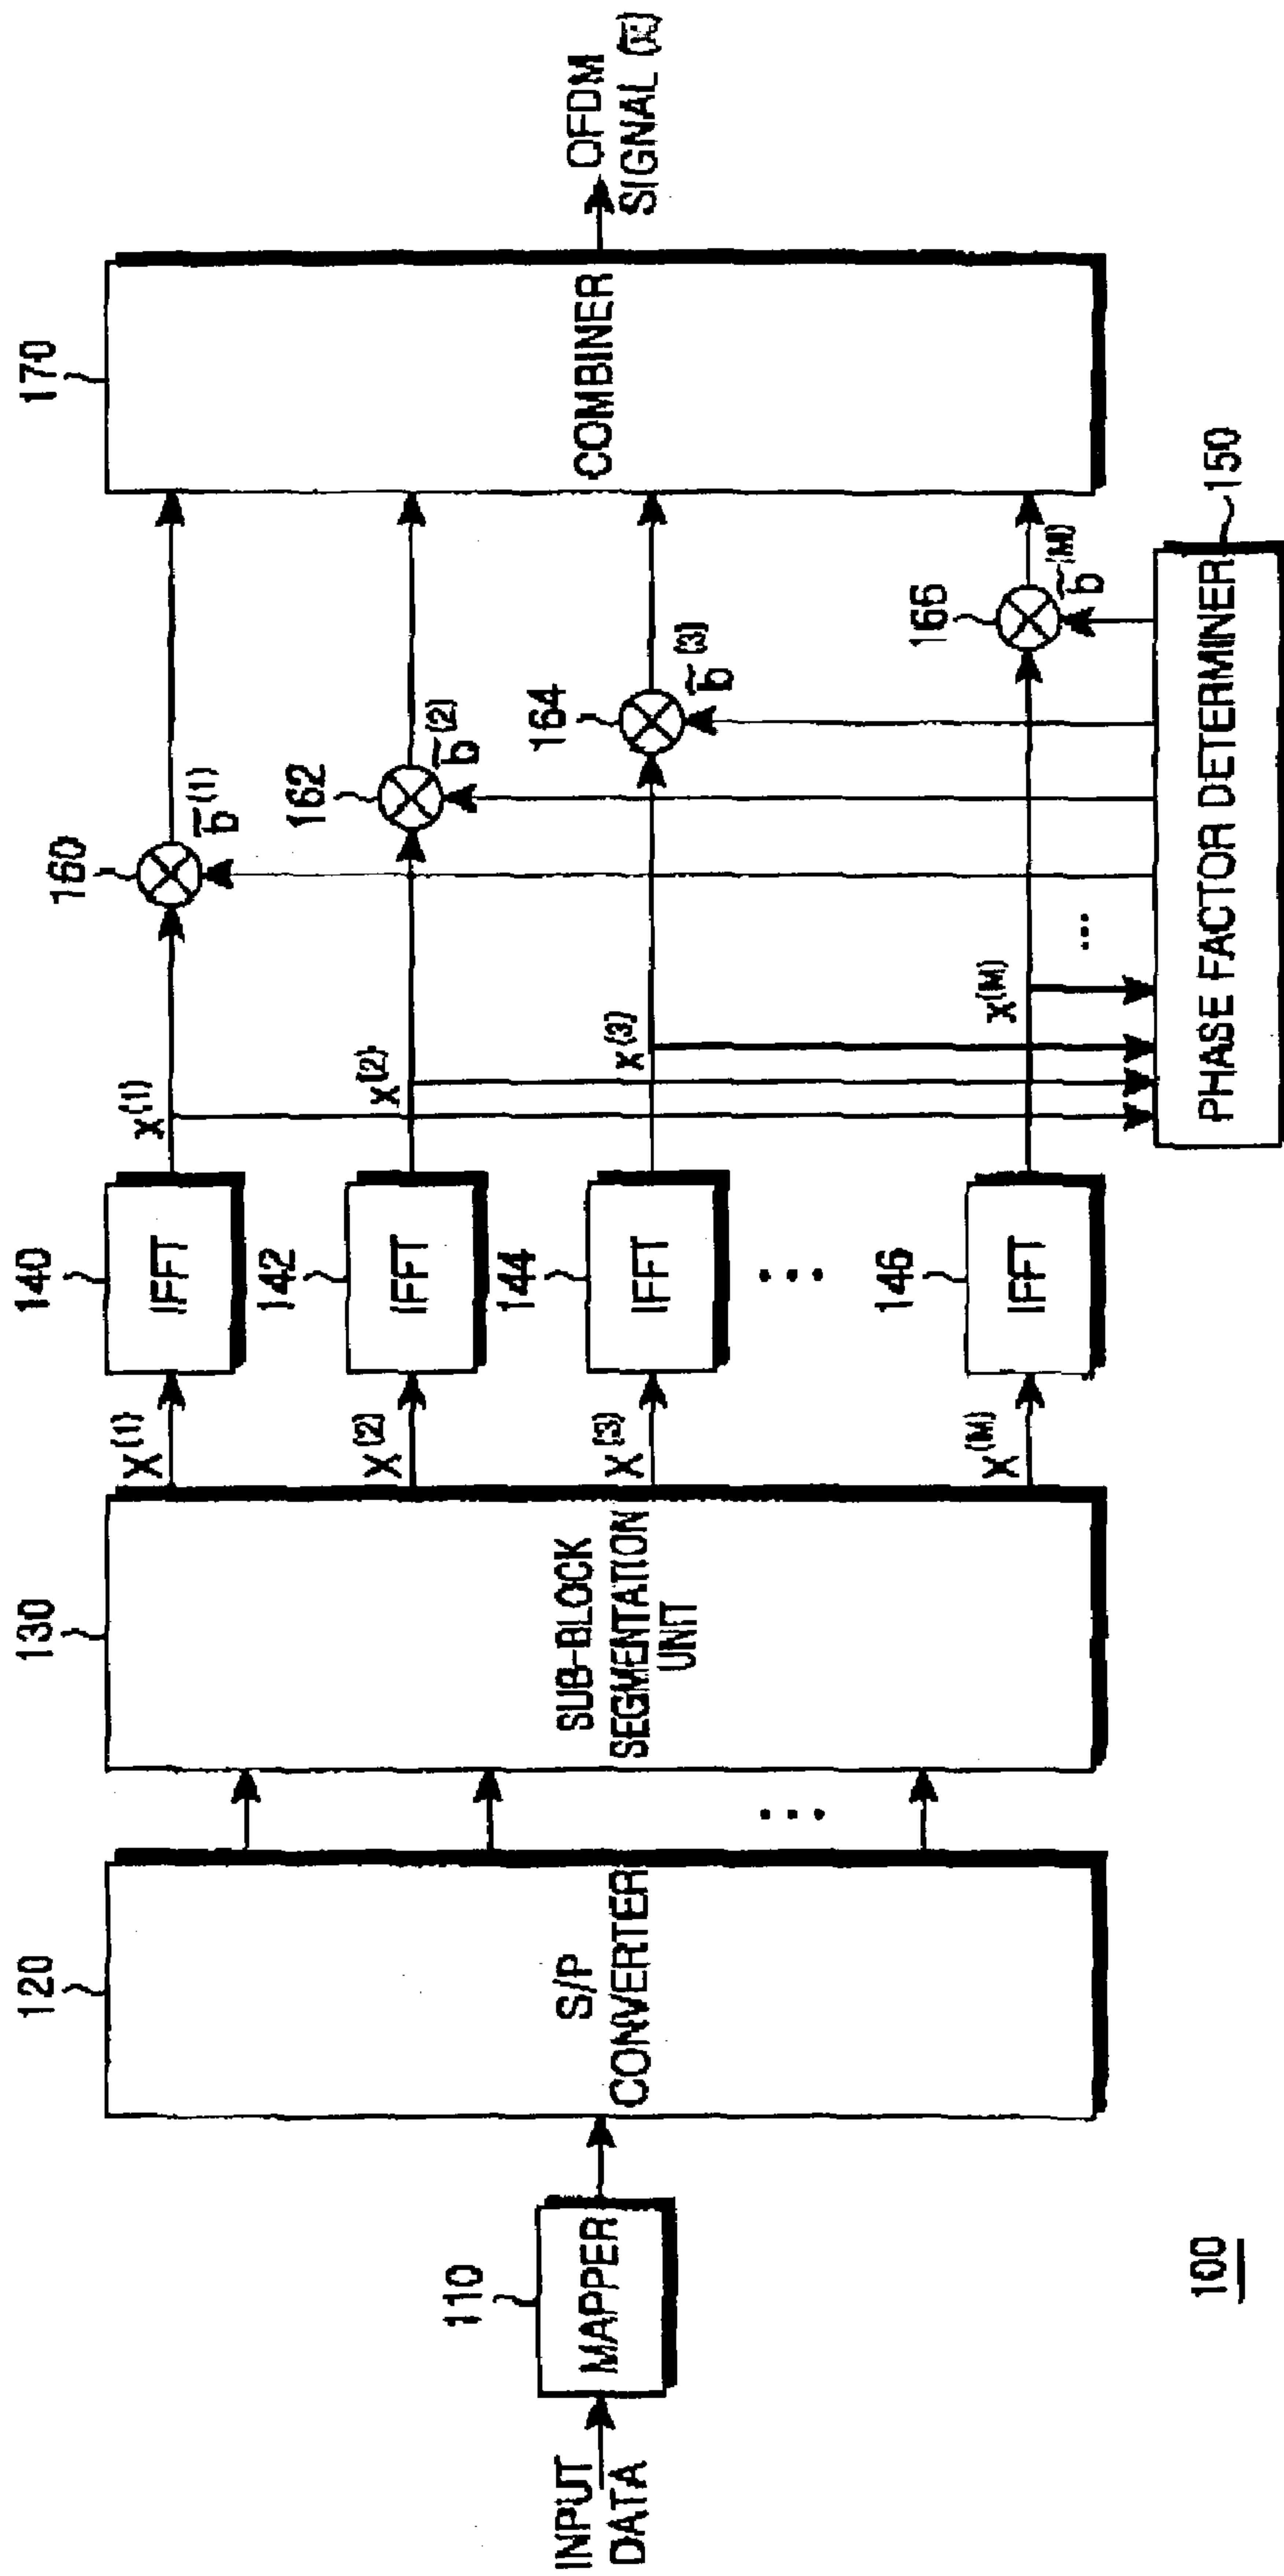 INPUT
DATA
110
MAPPER
120
S/P
CONVERTER
130
SUB-BLOCK
SEGMENTATION
UNIT
X^(1)
X^(2)
X^(3)
X^(M)
140
IFFT
142
IFFT
144
IFFT
146
IFFT
x^(1)
x^(2)
x^(3)
x^(M)
160
b̃^(1)
162
b̃^(2)
164
b̃^(3)
166
b̃^(M)
PHASE FACTOR DETERMINER
150
170
COMBINER
OFDM
SIGNAL (x̃)
100